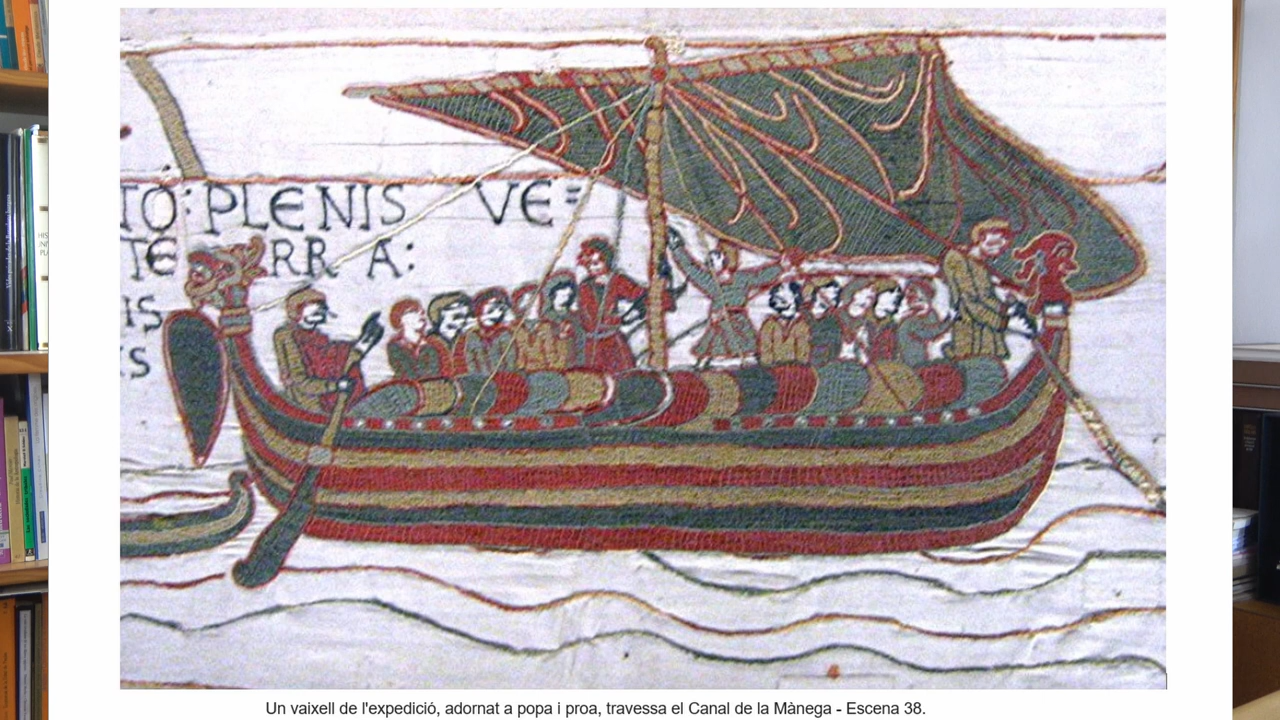 TO: PLENIS VE=
TE RRA:
IS
S
Un vaixell de l'expedició, adornat a popa i proa, travessa el Canal de la Mànega - Escena 38.